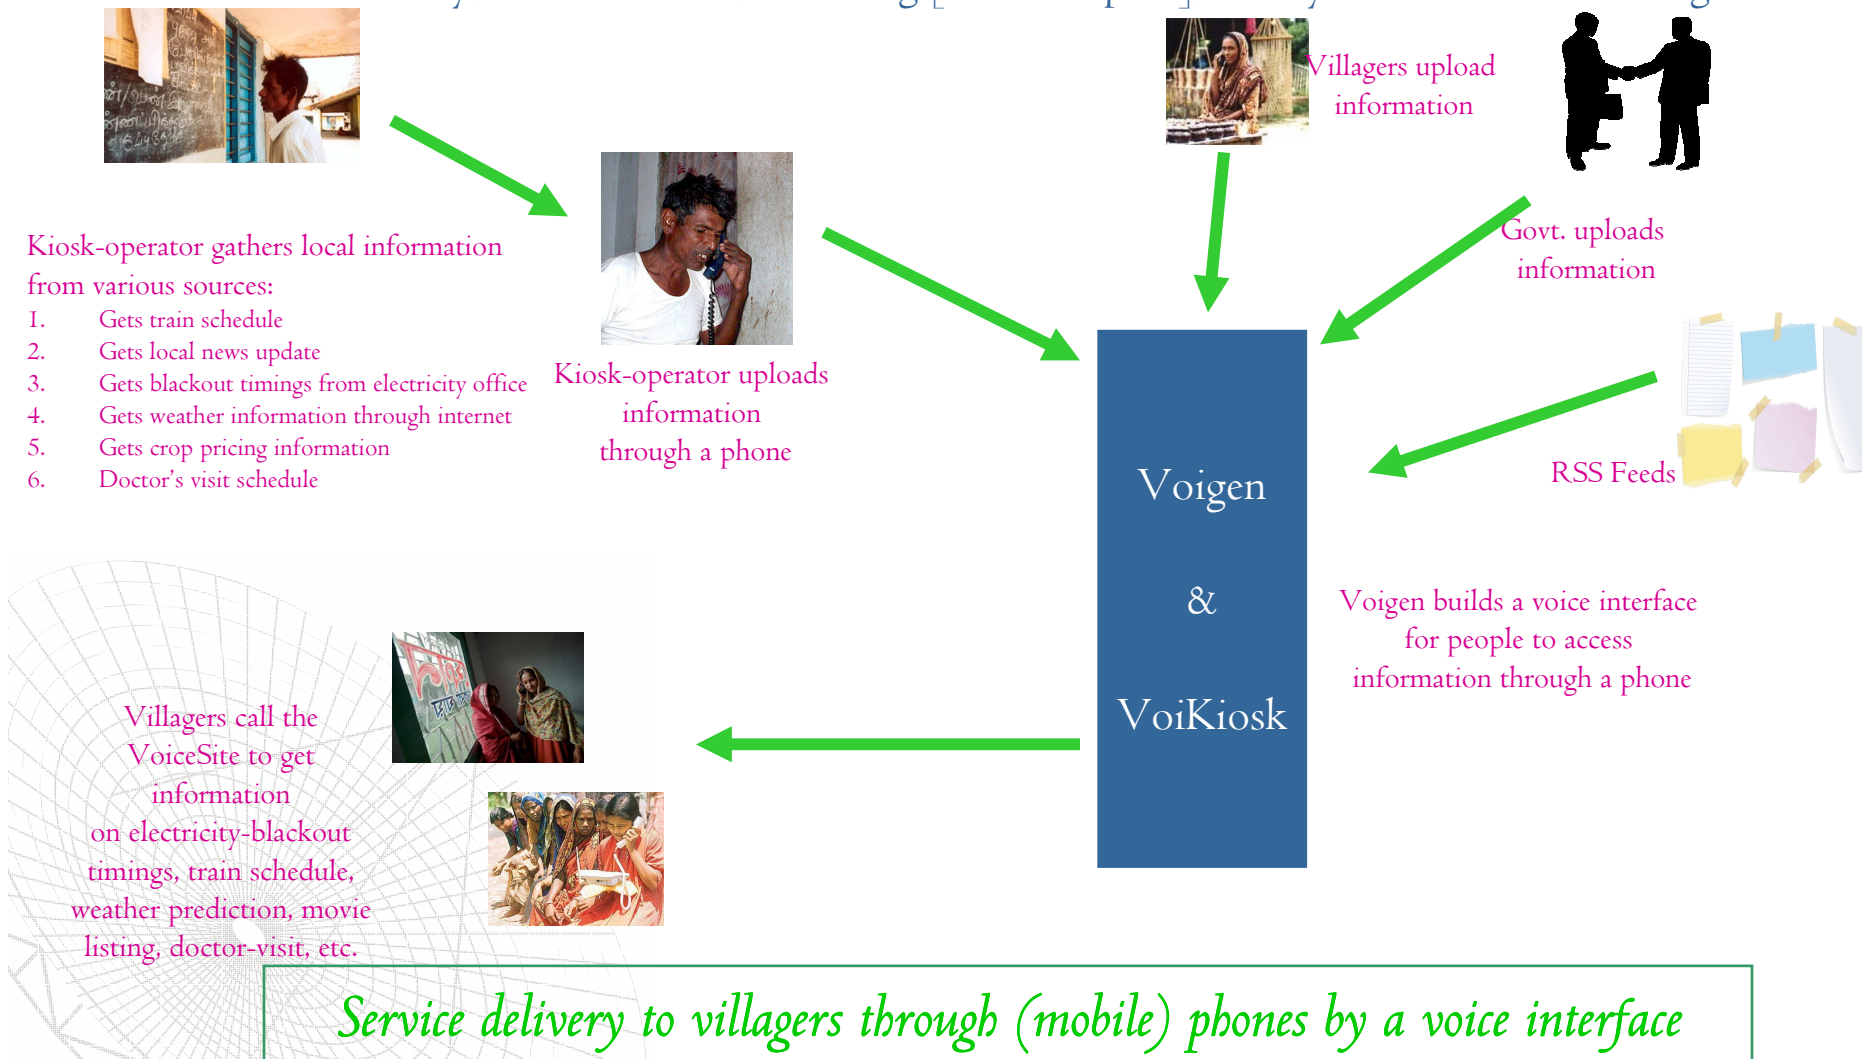 Villagers upload
information
Govt. uploads
information
Kiosk-operator gathers local information
from various sources:
1. Gets train schedule
2. Gets local news update
3. Gets blackout timings from electricity office
4. Gets weather information through internet
5. Gets crop pricing information
6. Doctor's visit schedule
Kiosk-operator uploads
information
through a phone
RSS Feeds
Voigen
&
VoiKiosk
Voigen builds a voice interface
for people to access
information through a phone
Villagers call the
VoiceSite to get
information
on electricity-blackout
timings, train schedule,
weather prediction, movie
listing, doctor-visit, etc.
Service delivery to villagers through (mobile) phones by a voice interface